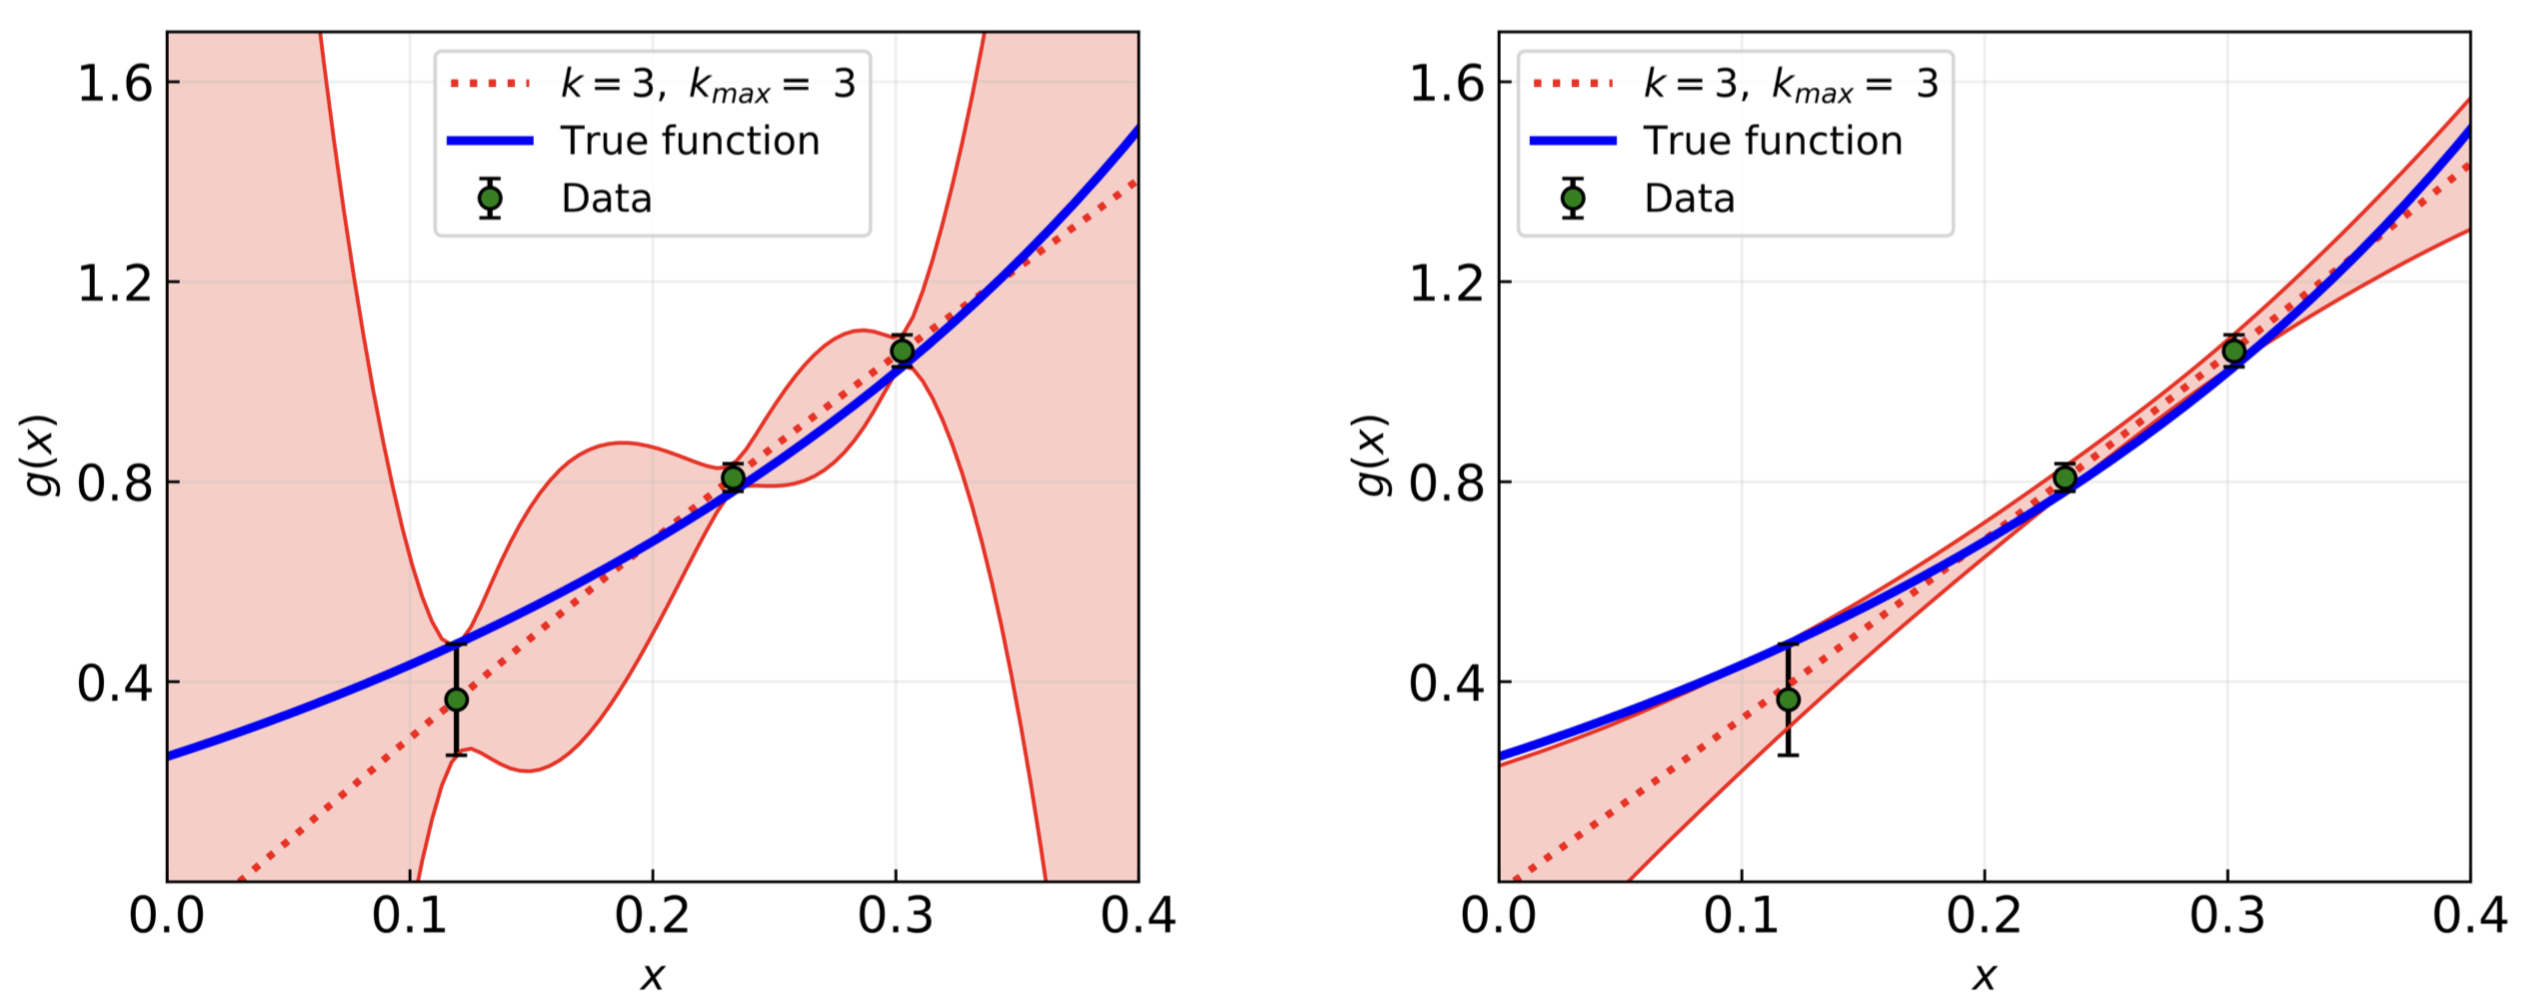 k = 3, k_max = 3
True function
Data
1.6
1.2
0.8
0.4
g(x)
0.0 0.1 0.2 0.3 0.4
x
k = 3, k_max = 3
True function
Data
1.6
1.2
0.8
0.4
g(x)
0.0 0.1 0.2 0.3 0.4
x